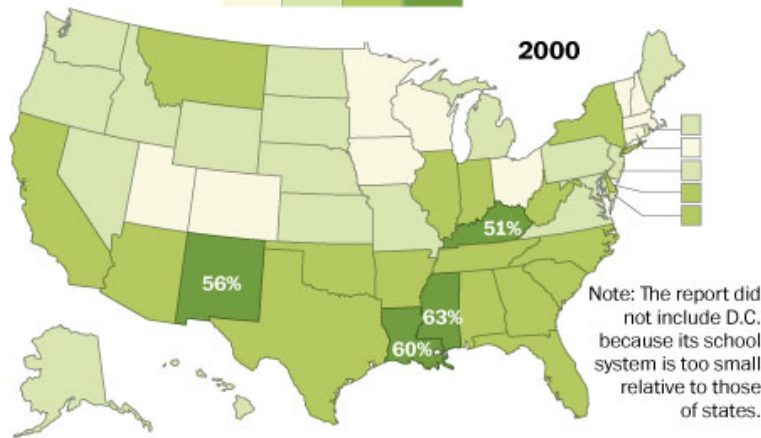 2000
51%
56%
63%
60%
Note: The report did
not include D.C.
because its school
system is too small
relative to those
of states.